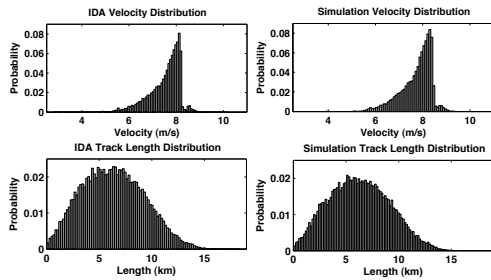 IDA Velocity Distribution
Probability
0.08
0.06
0.04
0.02
0
4
6
8
10
Velocity (m/s)
Simulation Velocity Distribution
Probability
0.08
0.06
0.04
0.02
0
4
6
8
10
Velocity (m/s)
IDA Track Length Distribution
Probability
0.02
0.01
0
0
5
10
15
Length (km)
Simulation Track Length Distribution
Probability
0.02
0.01
0
0
5
10
15
Length (km)